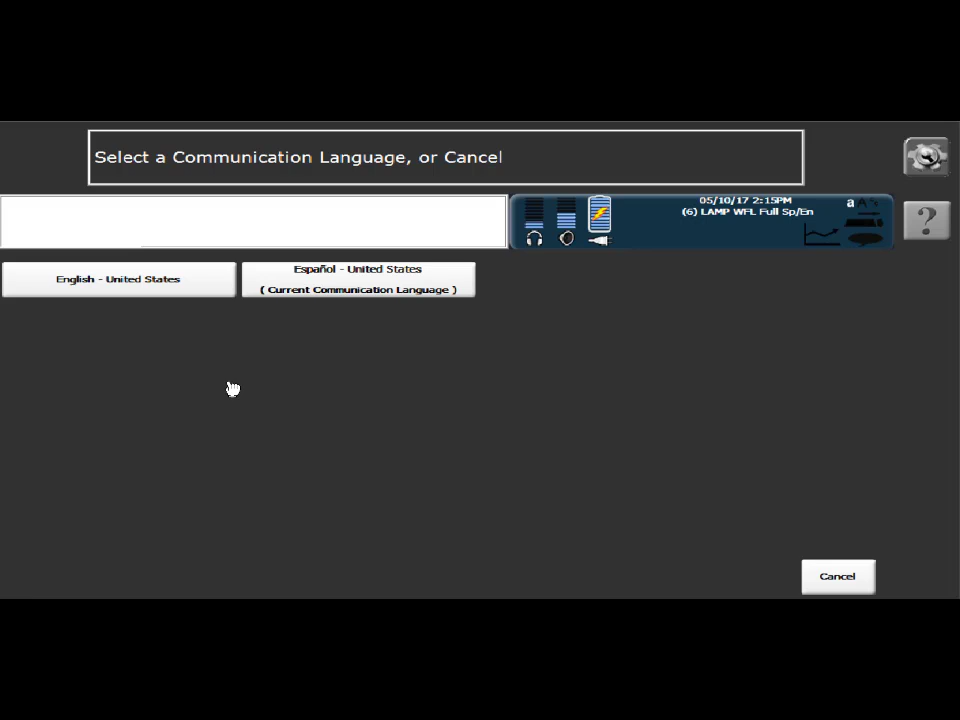 Select a Communication Language, or Cancel
05/10/17 2:15PM
(6) LAMP WFL Full Sp/En
a
?
English - United States
Español - United States
( Current Communication Language )
Cancel